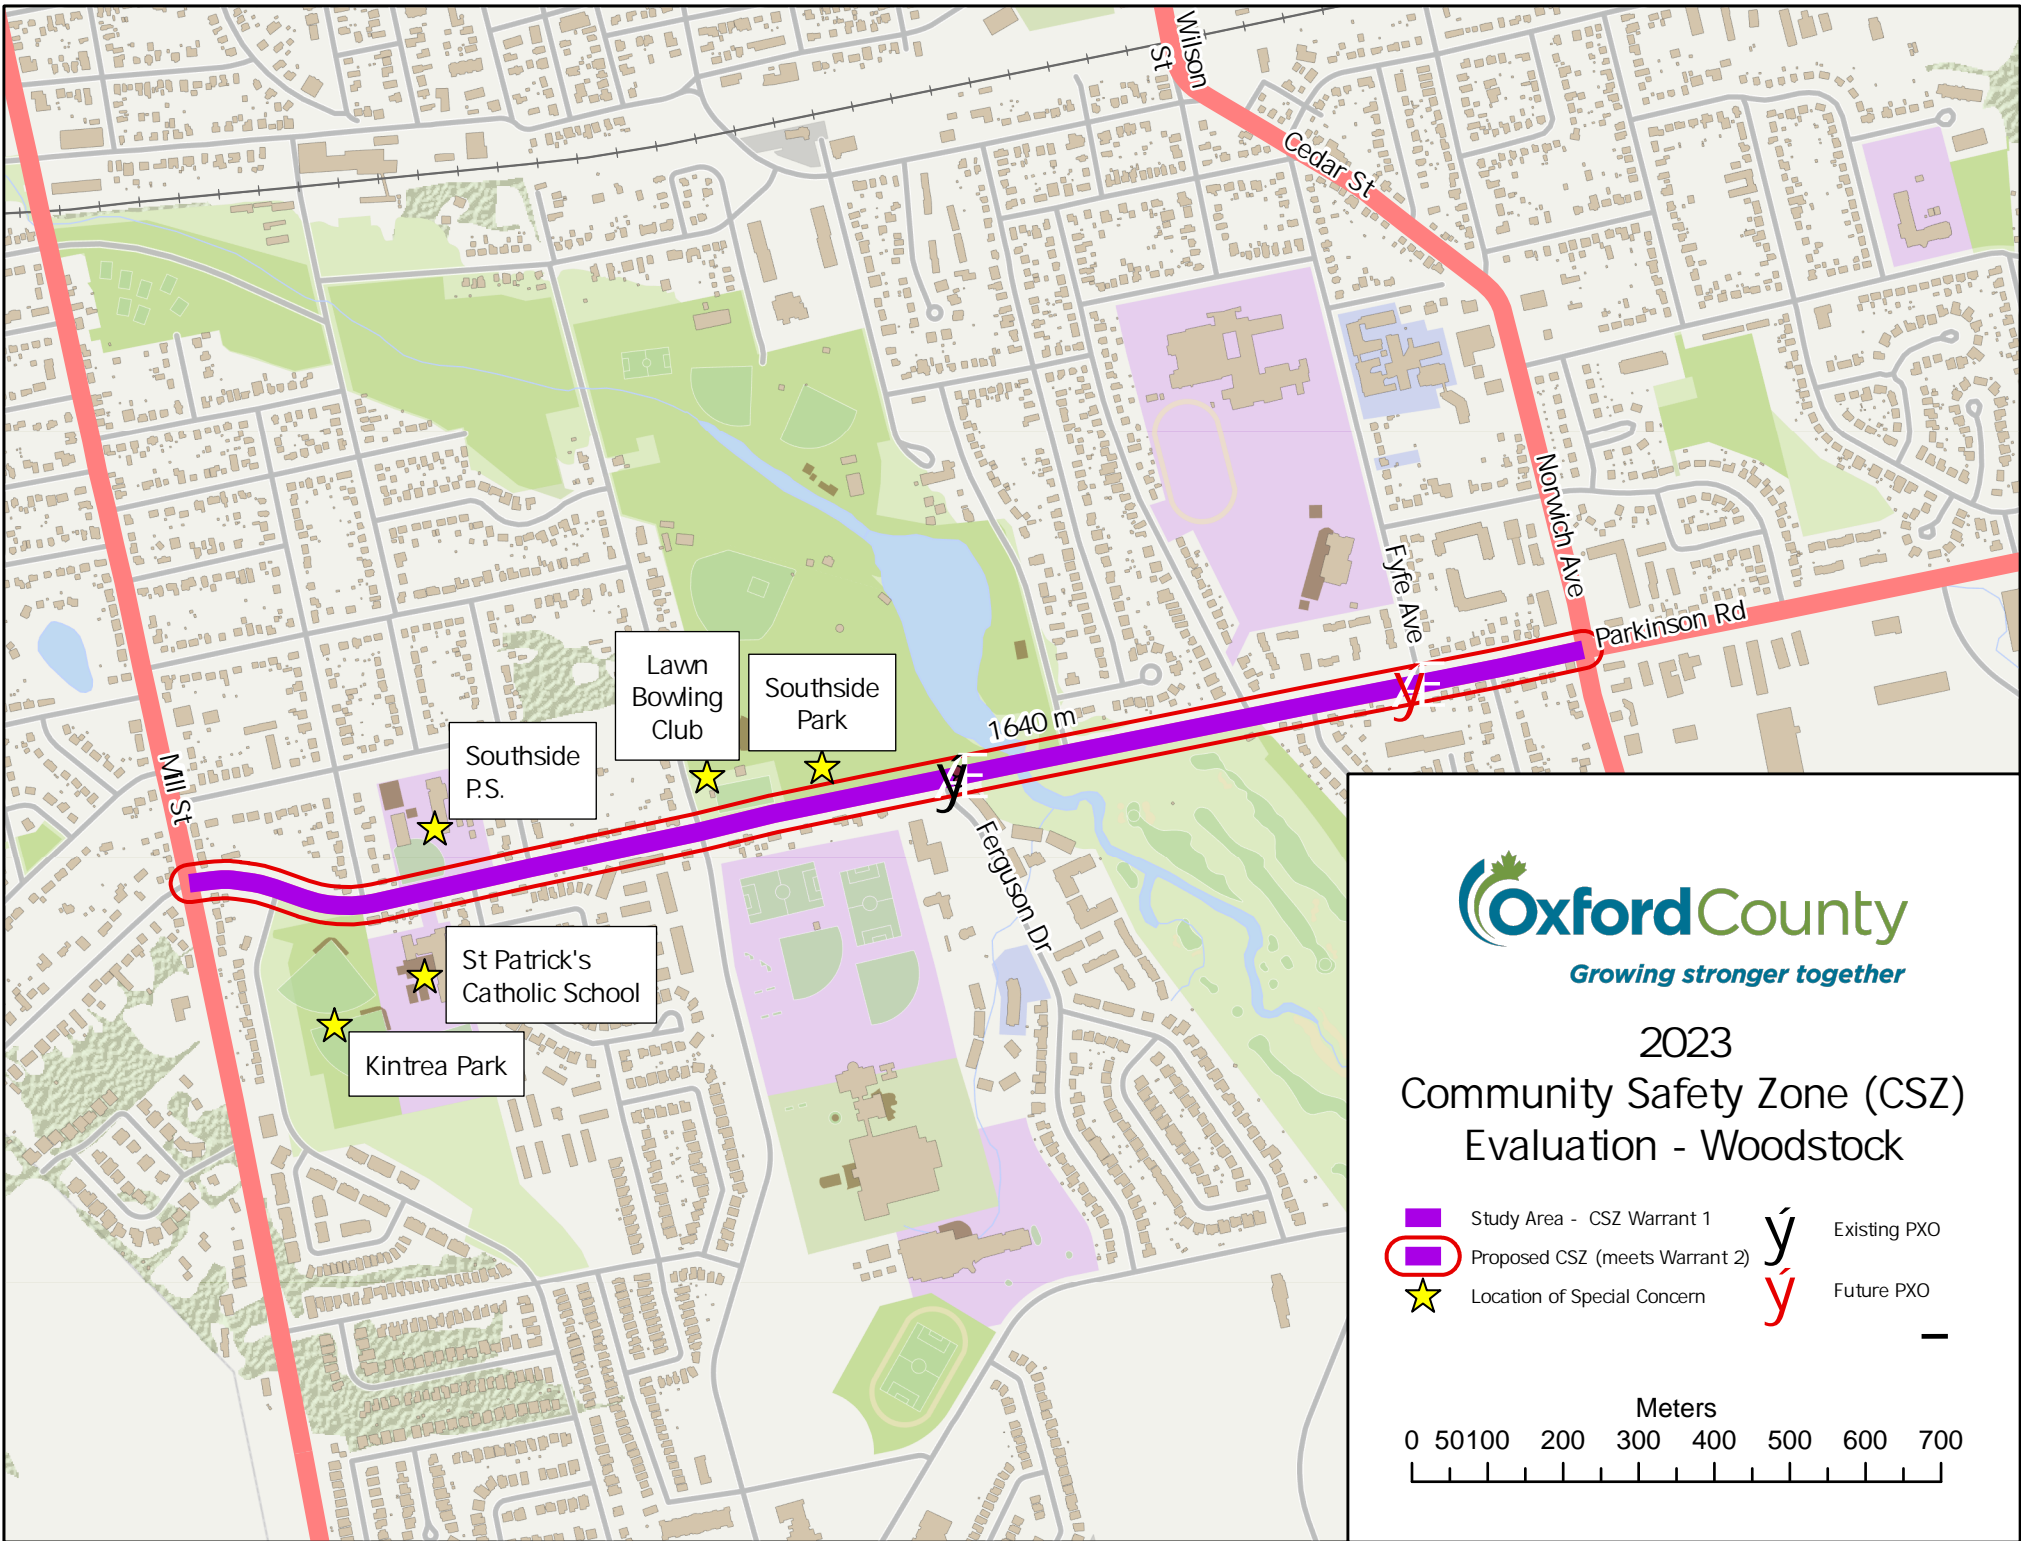 Wilson
St
Cedar St
Norwich Ave
Fyfe Ave
Parkinson Rd
ý
1640 m
ý
Lawn
Bowling
Club
Southside
Park
Southside
P.S.
Mill St
Ferguson Dr
St Patrick's
Catholic School
Kintrea Park
OxfordCounty
Growing stronger together
2023
Community Safety Zone (CSZ)
Evaluation - Woodstock
Study Area - CSZ Warrant 1
ý Existing PXO
Proposed CSZ (meets Warrant 2)
ý Future PXO
Location of Special Concern
Meters
0 50100 200 300 400 500 600 700